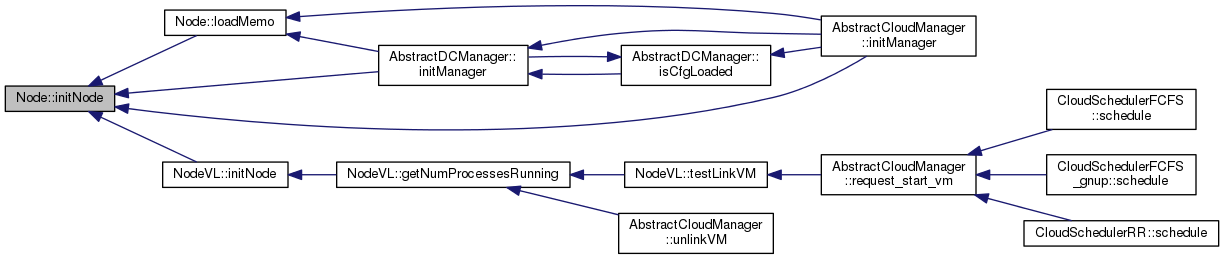 Node::initNode
Node::loadMemo
AbstractDCManager::
initManager
AbstractDCManager::
isCfgLoaded
AbstractCloudManager
::initManager
NodeVL::initNode
NodeVL::getNumProcessesRunning
NodeVL::testLinkVM
AbstractCloudManager
::unlinkVM
AbstractCloudManager
::request_start_vm
CloudSchedulerFCFS
::schedule
CloudSchedulerFCFS
_gnup::schedule
CloudSchedulerRR::schedule